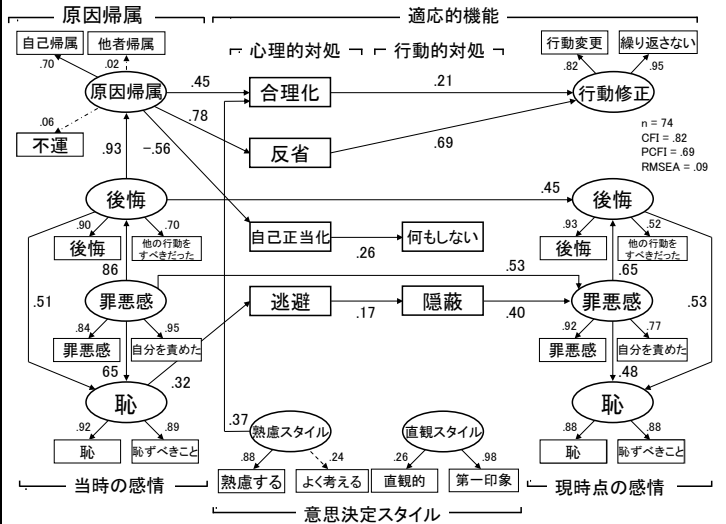 原因帰属
適応的機能
自己帰属
他者帰属
心理的対処
行動的対処
行動変更
繰り返さない
.70
.02
.82
.95
原因帰属
.45
合理化
.21
行動修正
.06
不運
.78
反省
.69
n = 74
CFI = .82
PCFI = .69
RMSEA = .09
.93
-.56
後悔
.45
後悔
.90
.70
.93
.52
後悔
他の行動を
すべきだった
自己正当化
何もしない
後悔
他の行動を
すべきだった
.26
86
.53
.65
.51
罪悪感
逃避
隠蔽
罪悪感
.53
.17
.40
.84
.95
.92
.77
罪悪感
自分を責めた
罪悪感
自分を責めた
65
.32
.48
恥
.37
恥
.92
.89
熟慮スタイル
直観スタイル
.88
.88
恥
恥ずべきこと
.88
.24
.26
.98
恥
恥ずべきこと
熟慮する
よく考える
直観的
第一印象
当時の感情
現時点の感情
意思決定スタイル